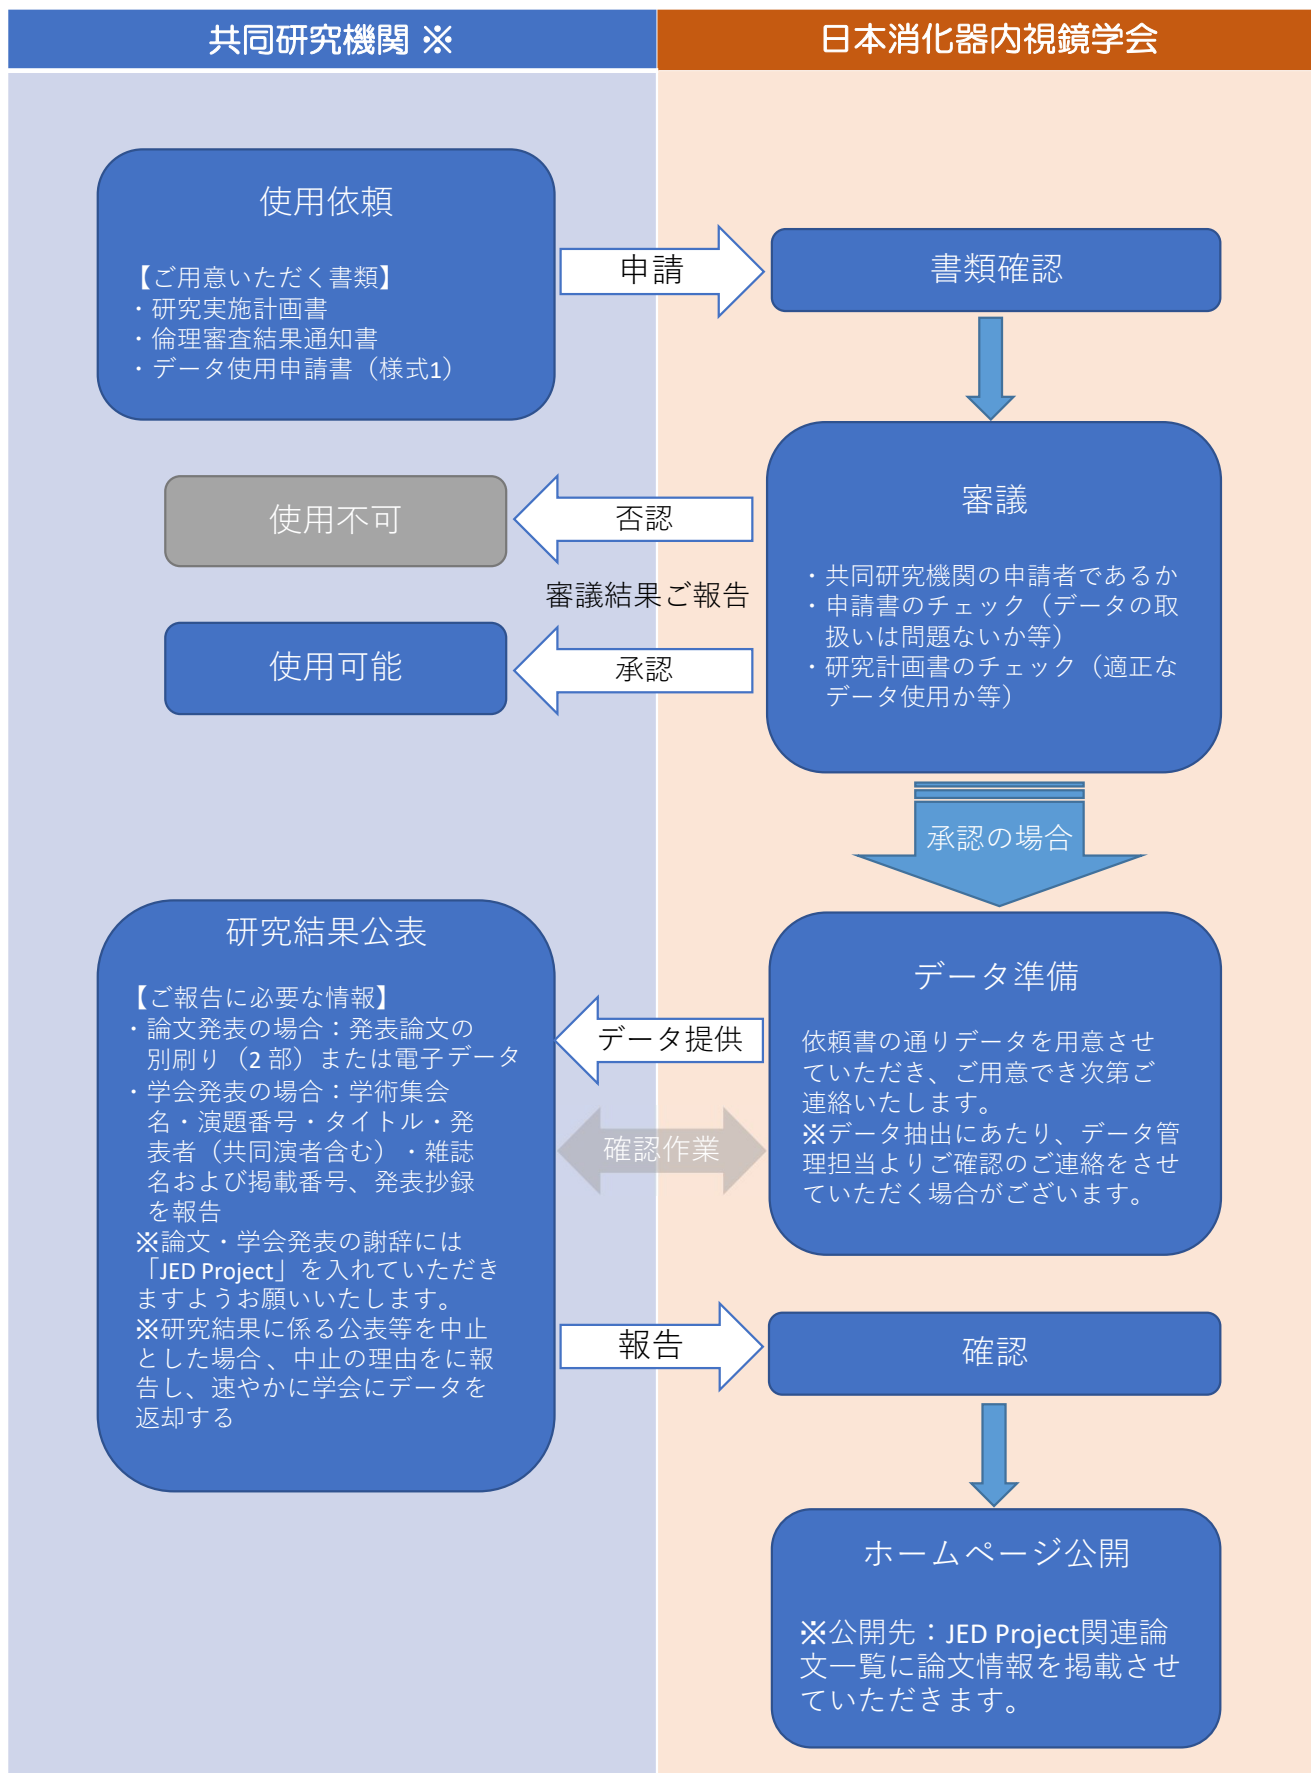 共同研究機関 ※
日本消化器内視鏡学会
使用依頼
【ご用意いただく書類】
・研究実施計画書
・倫理審査結果通知書
・データ使用申請書（様式1）
申請
書類確認
審議
・共同研究機関の申請者であるか
・申請書のチェック（データの取
扱いは問題ないか等）
・研究計画書のチェック（適正な
データ使用か等）
否認
使用不可
審議結果ご報告
承認
使用可能
承認の場合
データ準備
依頼書の通りデータを用意させ
ていただき、ご用意でき次第ご
連絡いたします。
※データ抽出にあたり、データ管
理担当よりご確認のご連絡をさせ
ていただく場合がございます。
データ提供
確認作業
研究結果公表
【ご報告に必要な情報】
・論文発表の場合：発表論文の
別刷り（2 部）または電子データ
・学会発表の場合：学術集会
名・演題番号・タイトル・発
表者（共同演者含む）・雑誌
名および掲載番号、発表抄録
を報告
※論文・学会発表の謝辞には
「JED Project」を入れていただき
ますようお願いいたします。
※研究結果に係る公表等を中止
とした場合 、中止の理由をに報
告し、速やかに学会にデータを
返却する
報告
確認
ホームページ公開
※公開先：JED Project関連論
文一覧に論文情報を掲載させ
ていただきます。